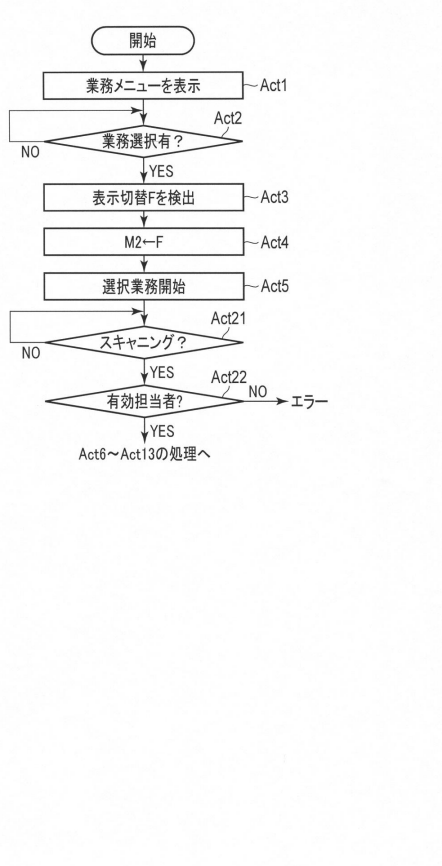 開始
業務メニューを表示 Act1
Act2
業務選択有？
NO
YES
表示切替Fを検出 Act3
M2←F Act4
選択業務開始 Act5
Act21
スキャニング？
NO
YES
Act22
有効担当者?
NO
エラー
YES
Act6～Act13の処理へ